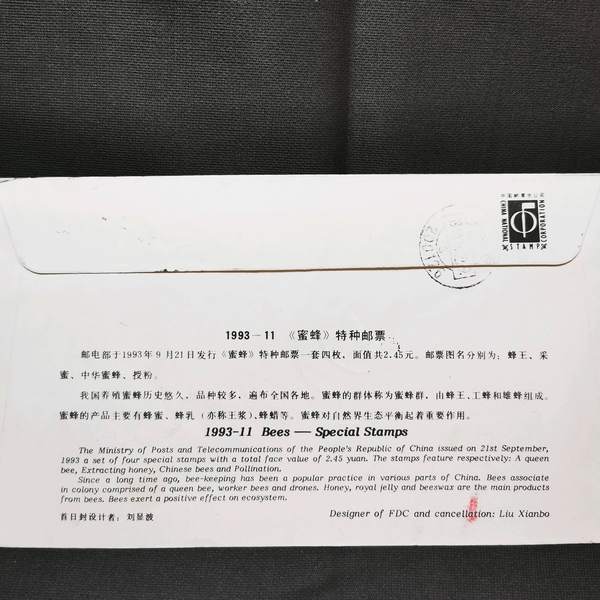 CHINA NATIONAL
STAMP
CORPORATION
1993—11 《蜜蜂》特种邮票
邮电部于1993年9月21日发行《蜜蜂》特种邮票一套四枚，面值共2.45元。邮票图名分别为：蜂王、采
蜜、中华蜜蜂、授粉。
我国养殖蜜蜂历史悠久，品种较多，遍布全国各地。蜜蜂的群体称为蜜蜂群，由蜂王、工蜂和雄蜂组成。
蜜蜂的产品主要有蜂蜜、蜂乳（亦称王浆）、蜂蜡等。蜜蜂对自然界生态平衡起着重要作用。
1993-11 Bees — Special Stamps
The Ministry of Posts and Telecommunications of the People's Republic of China issued on 21st September,
1993 a set of four special stamps with a total face value of 2.45 yuan. The stamps feature respectively: A queen
bee, Extracting honey, Chinese bees and Pollination.
Since a long time ago, bee-keeping has been a popular practice in various parts of China. Bees associate
in colony comprised of a queen bee, worker bees and drones. Honey, royal jelly and beeswax are the main products
from bees. Bees exert a positive effect on ecosystem.
首日封设计者：刘显波
Designer of FDC and cancellation: Liu Xianbo